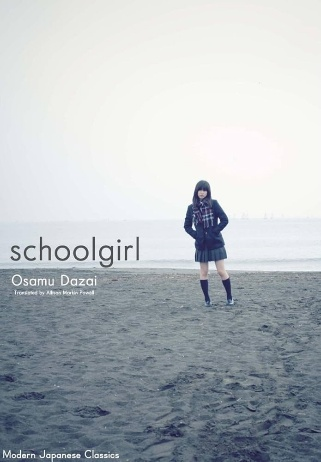 schoolgirl
Osamu Dazai
Translated by Allison Markin Powell
Modern Japanese Classics